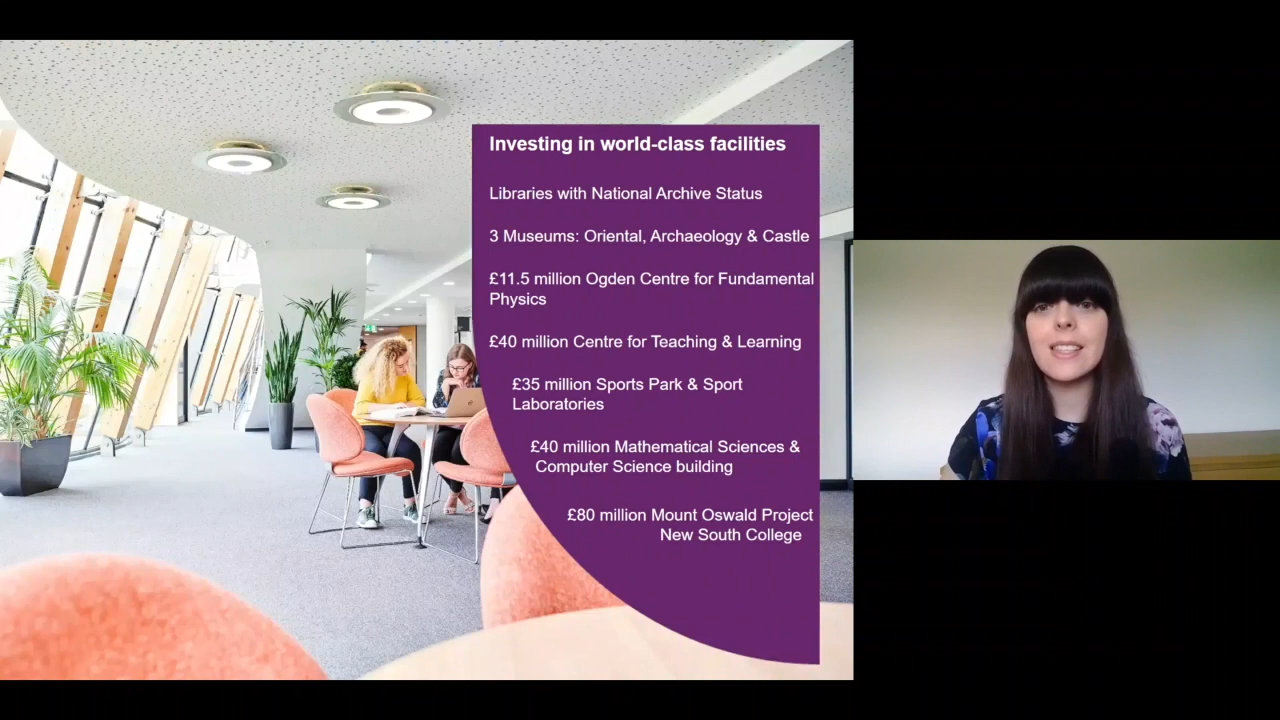 Investing in world-class facilities
Libraries with National Archive Status
3 Museums: Oriental, Archaeology & Castle
£11.5 million Ogden Centre for Fundamental
Physics
£40 million Centre for Teaching & Learning
£35 million Sports Park & Sport
Laboratories
£40 million Mathematical Sciences &
Computer Science building
£80 million Mount Oswald Project
New South College